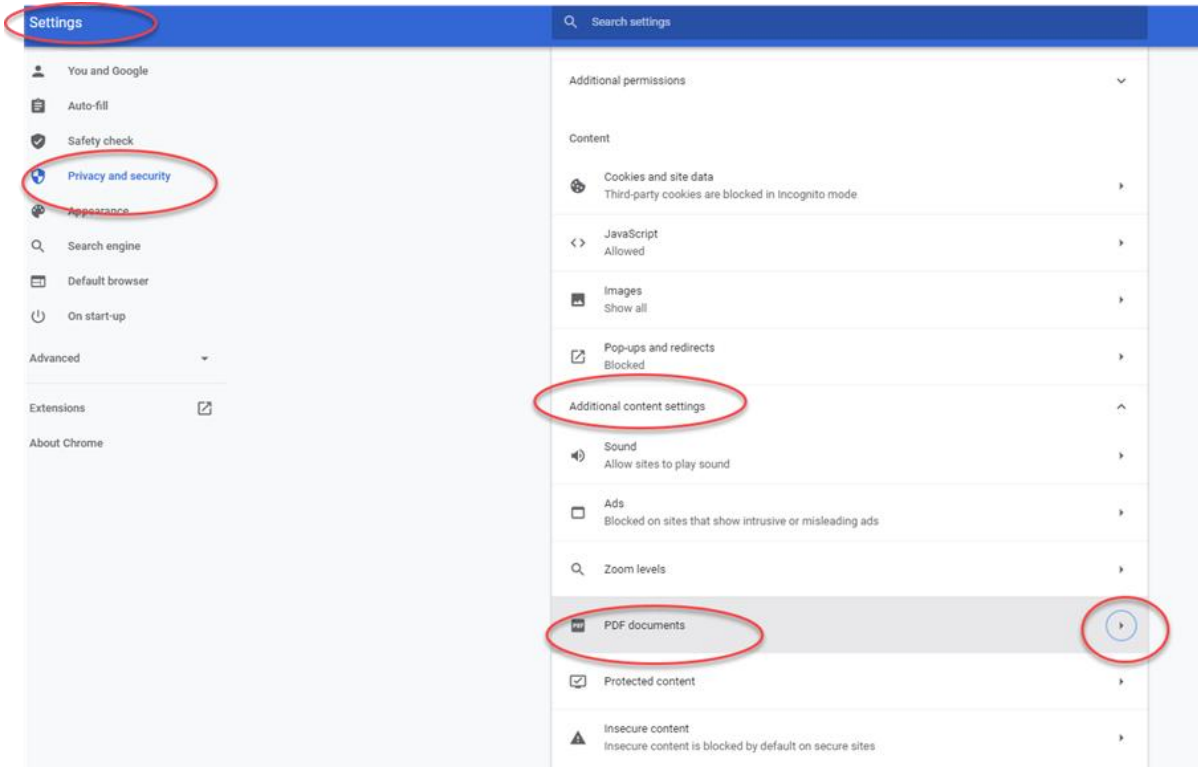 Settings
Search settings
You and Google
Auto-fill
Safety check
Privacy and security
Appearance
Search engine
Default browser
On start-up
Advanced
Extensions
About Chrome
Additional permissions
Content
Cookies and site data
Third-party cookies are blocked in Incognito mode
JavaScript
Allowed
Images
Show all
Pop-ups and redirects
Blocked
Additional content settings
Sound
Allow sites to play sound
Ads
Blocked on sites that show intrusive or misleading ads
Zoom levels
PDF
PDF documents
Protected content
Insecure content
Insecure content is blocked by default on secure sites